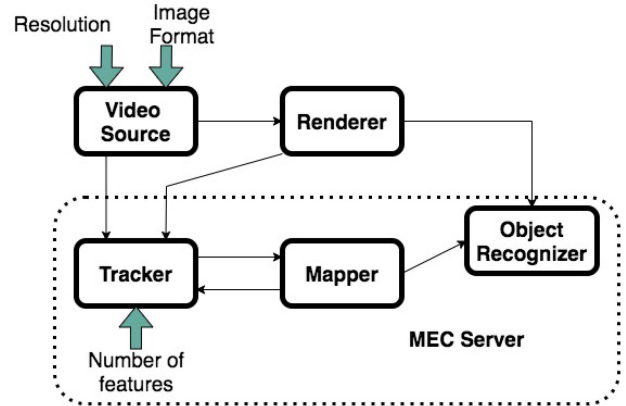 Resolution
Image
Format
Video
Source
Renderer
Tracker
Mapper
Object
Recognizer
MEC Server
Number of
features